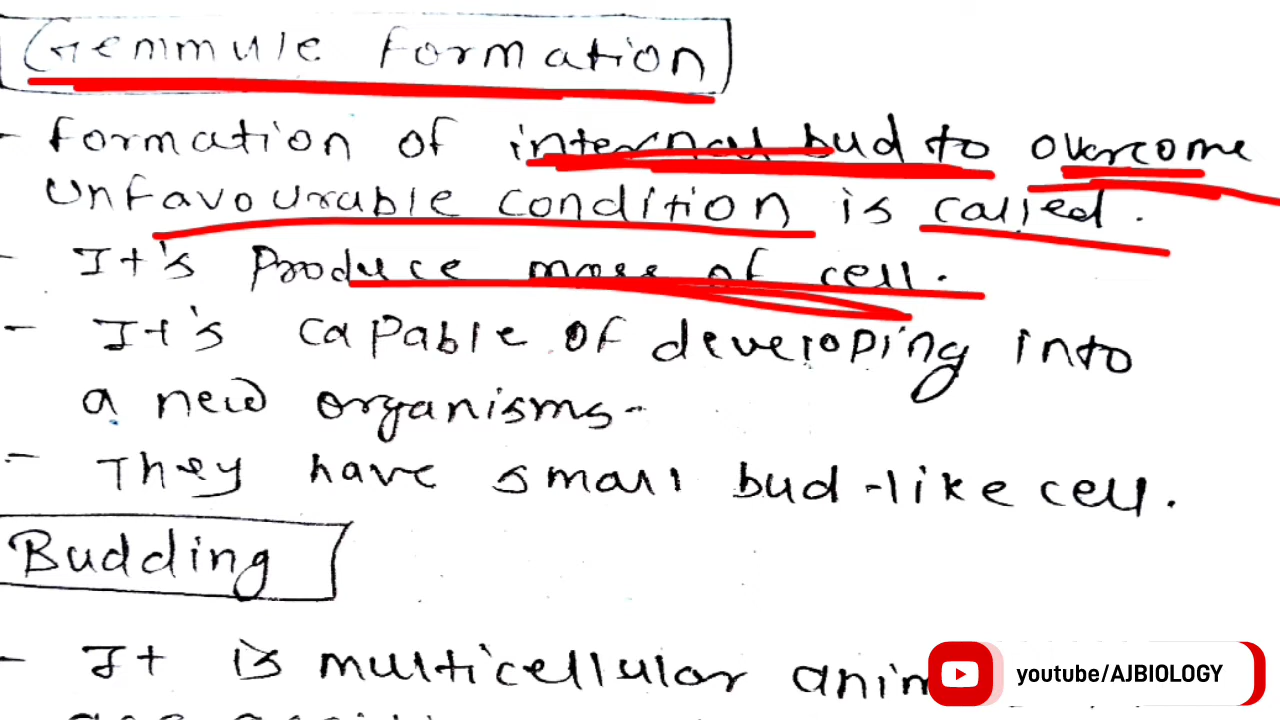 Gemmule Formation
- Formation of internal bud to overcome
unfavourable condition is called.
- It's Produce mass of cell.
- It's capable of developing into
a new organisms-
- They have small bud-like cell.
Budding
- It is multicellular
youtube/AJBIOLOGY